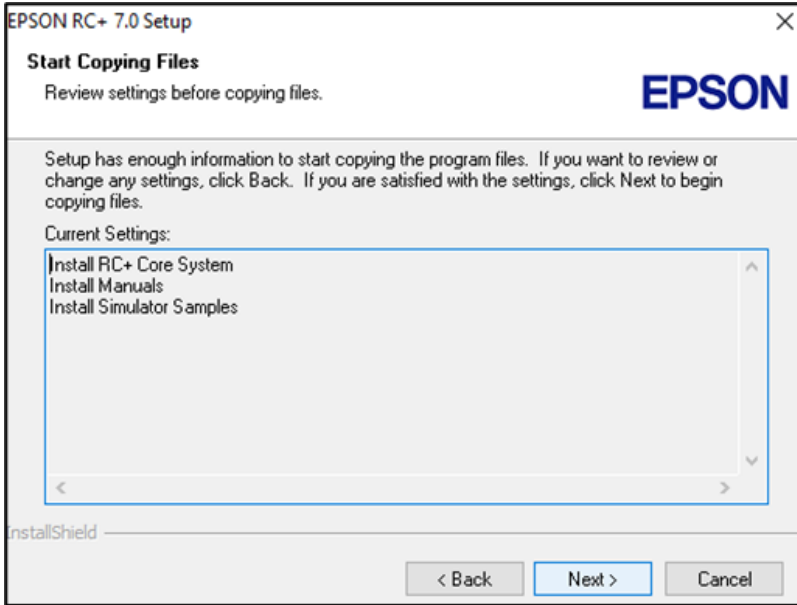 EPSON RC+ 7.0 Setup
Start Copying Files
Review settings before copying files.
EPSON
Setup has enough information to start copying the program files.  If you want to review or
change any settings, click Back.  If you are satisfied with the settings, click Next to begin
copying files.
Current Settings:
Install RC+ Core System
Install Manuals
Install Simulator Samples
InstallShield
< Back
Next >
Cancel